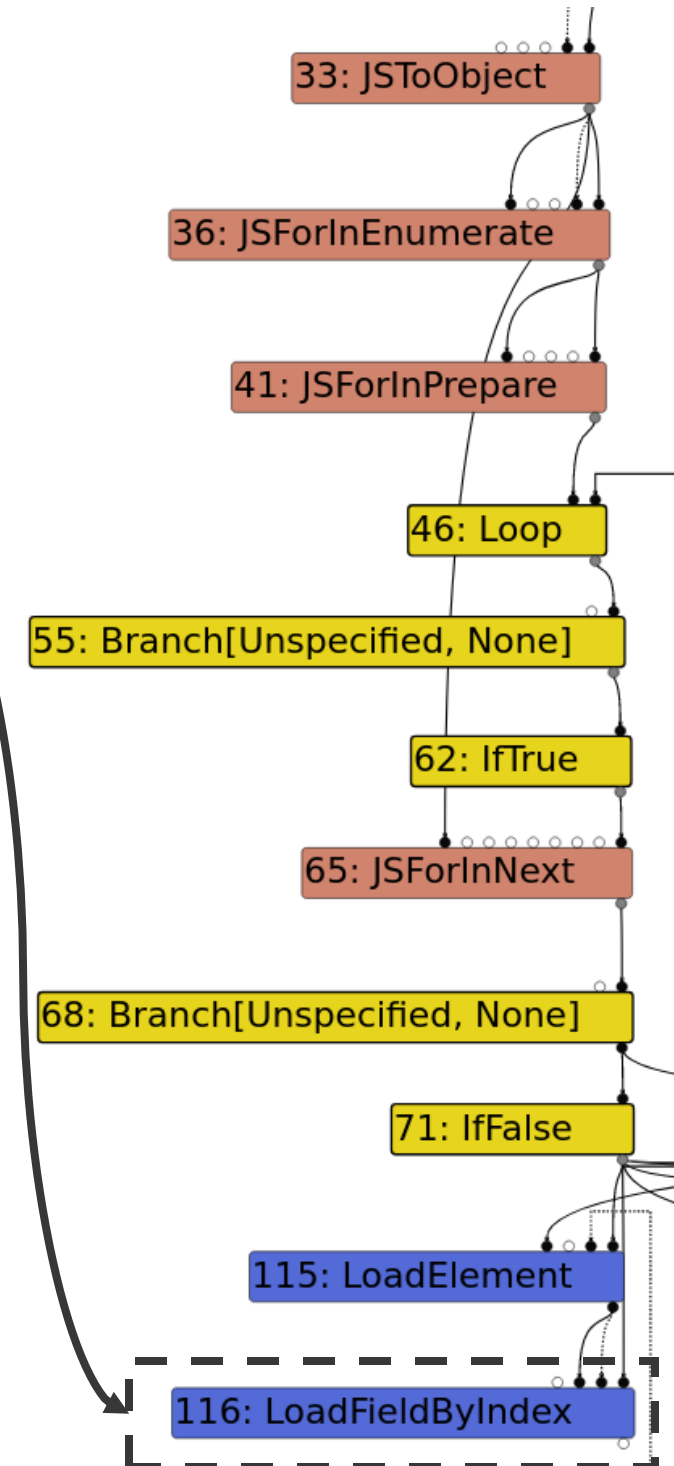 33: JSToObject
36: JSForInEnumerate
41: JSForInPrepare
46: Loop
55: Branch[Unspecified, None]
62: IfTrue
65: JSForInNext
68: Branch[Unspecified, None]
71: IfFalse
115: LoadElement
116: LoadFieldByIndex